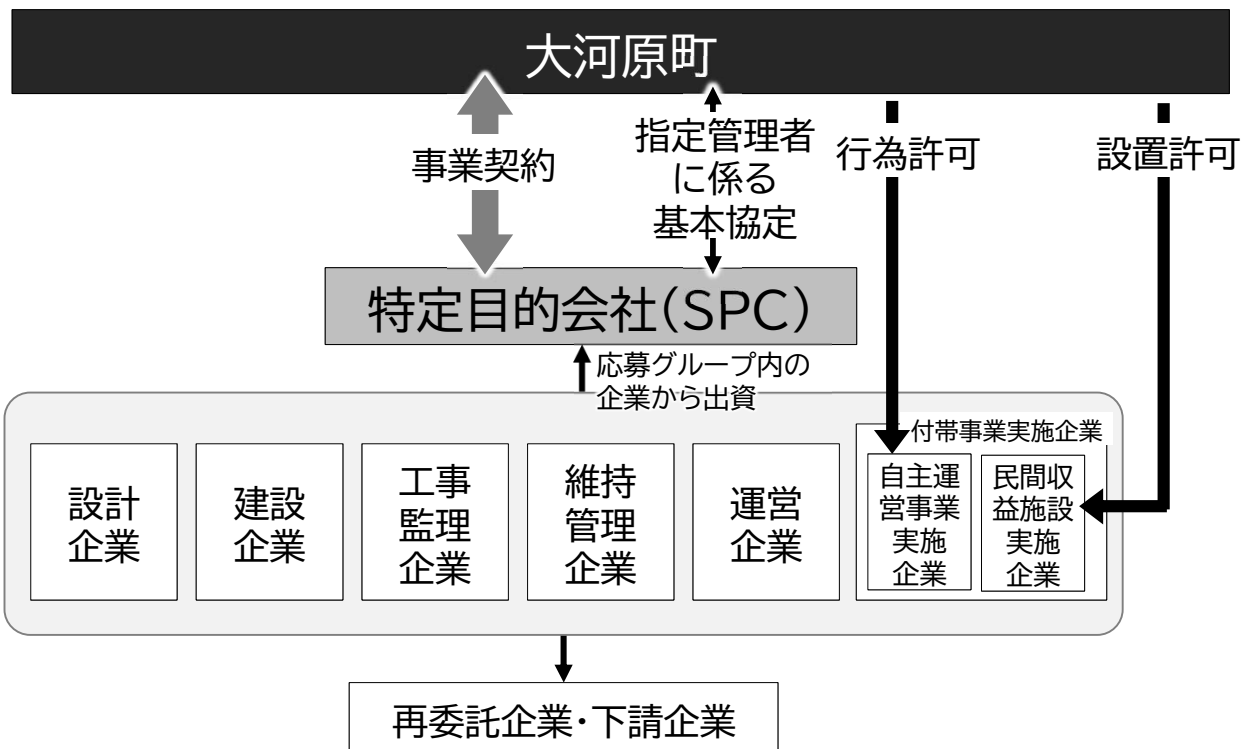 大河原町
事業契約
指定管理者
に係る
基本協定
行為許可
設置許可
特定目的会社(SPC)
応募グループ内の
企業から出資
設計
企業
建設
企業
工事
監理
企業
維持
管理
企業
運営
企業
付帯事業実施企業
自主運
営事業
実施
企業
民間収
益施設
実施
企業
再委託企業・下請企業